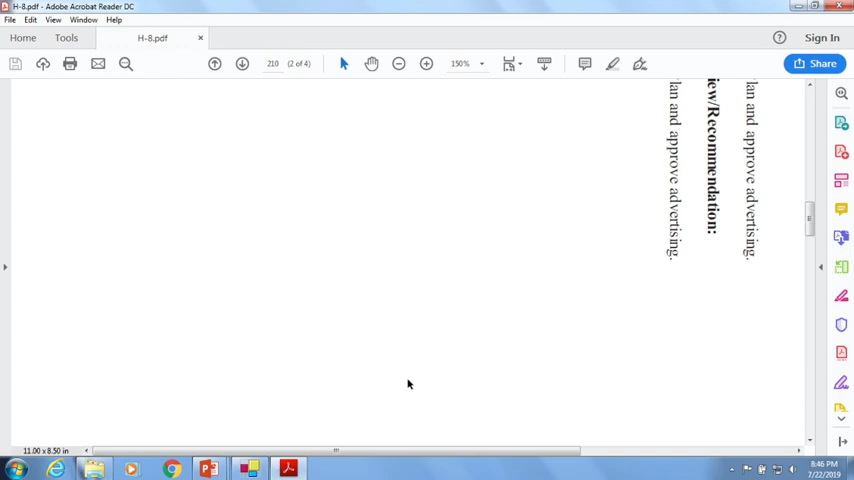 H-8.pdf - Adobe Acrobat Reader DC
File Edit View Window Help
Home Tools H-8.pdf × Sign In
210 (2 of 4) 150% Share
lan and approve advertising.
iew/Recommendation:
lan and approve advertising.
11.00 x 8.50 in
8:46 PM
7/22/2019